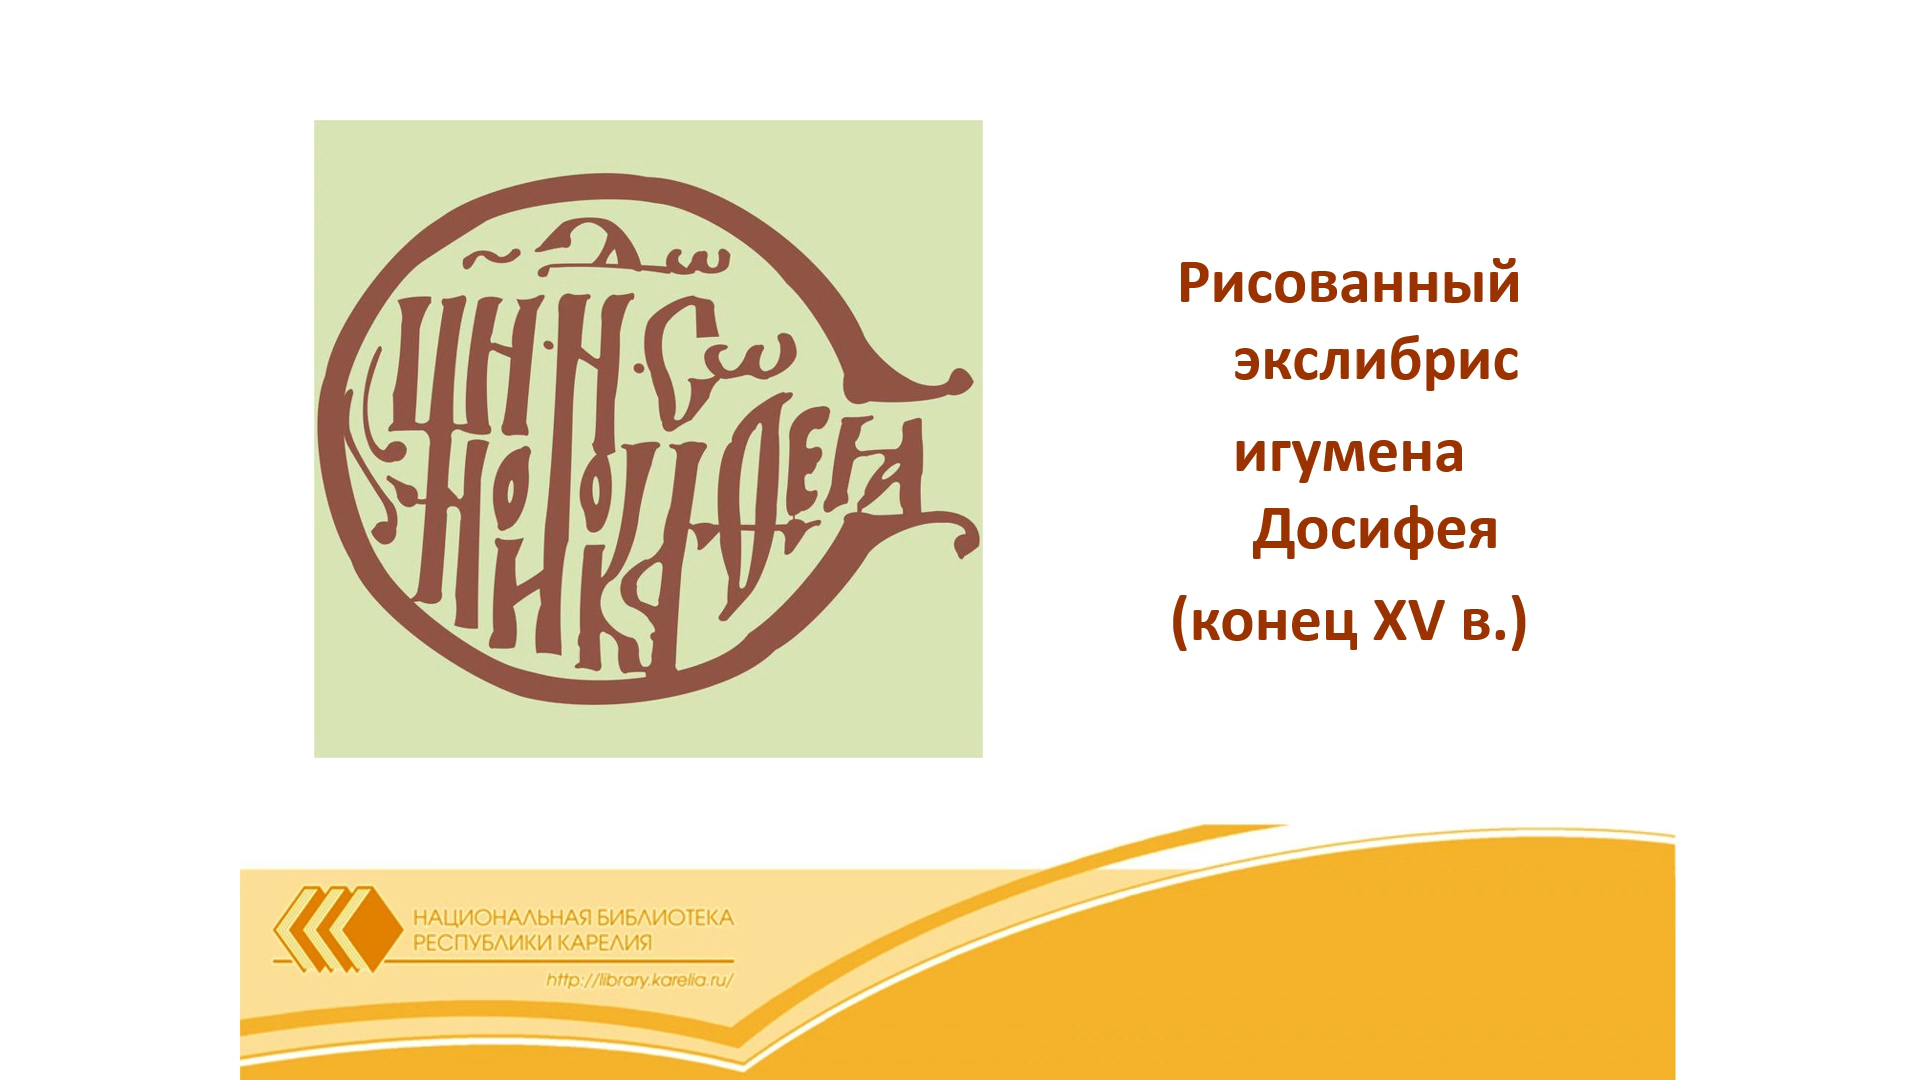 Рисованный
экслибрис
игумена
Досифея
(конец XV в.)
НАЦИОНАЛЬНАЯ БИБЛИОТЕКА
РЕСПУБЛИКИ КАРЕЛИЯ
http://library.karelia.ru/